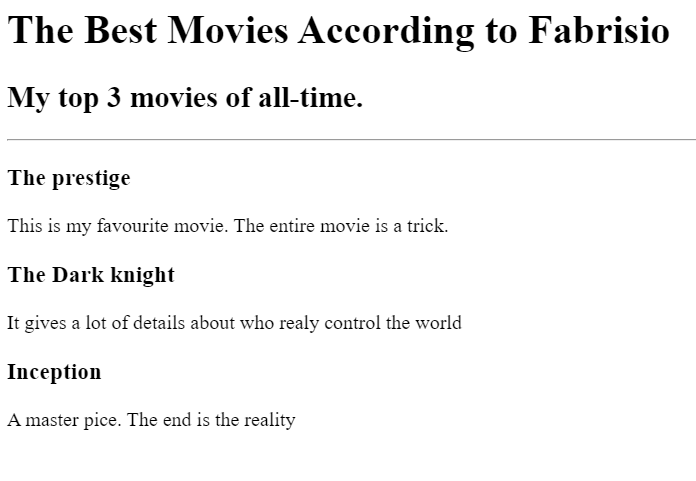 The Best Movies According to Fabrisio
My top 3 movies of all-time.
The prestige
This is my favourite movie. The entire movie is a trick.
The Dark knight
It gives a lot of details about who realy control the world
Inception
A master pice. The end is the reality